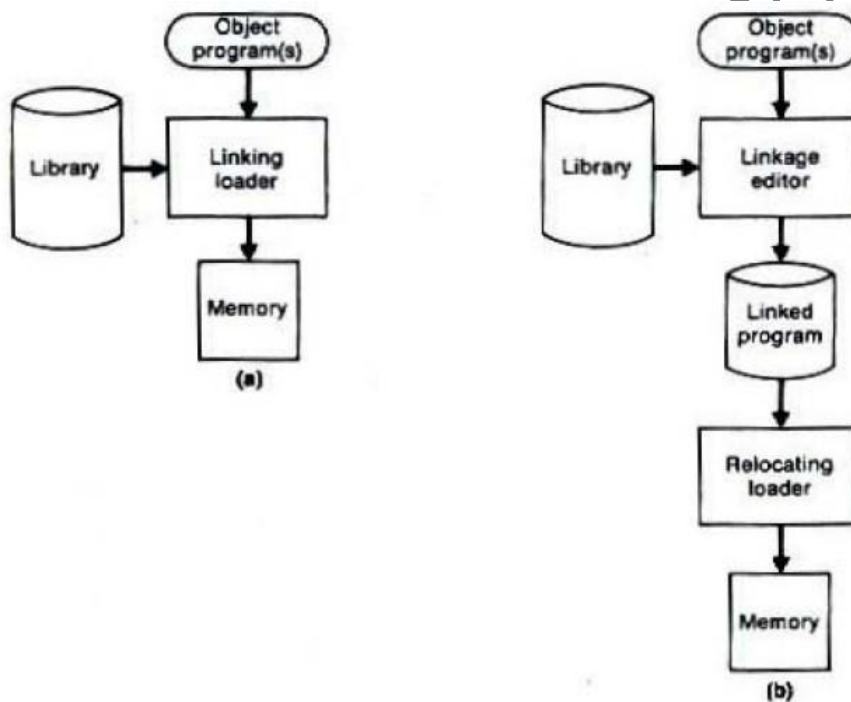 Object
program(s)
Library
Linking
loader
Memory
(a)
Object
program(s)
Library
Linkage
editor
Linked
program
Relocating
loader
Memory
(b)